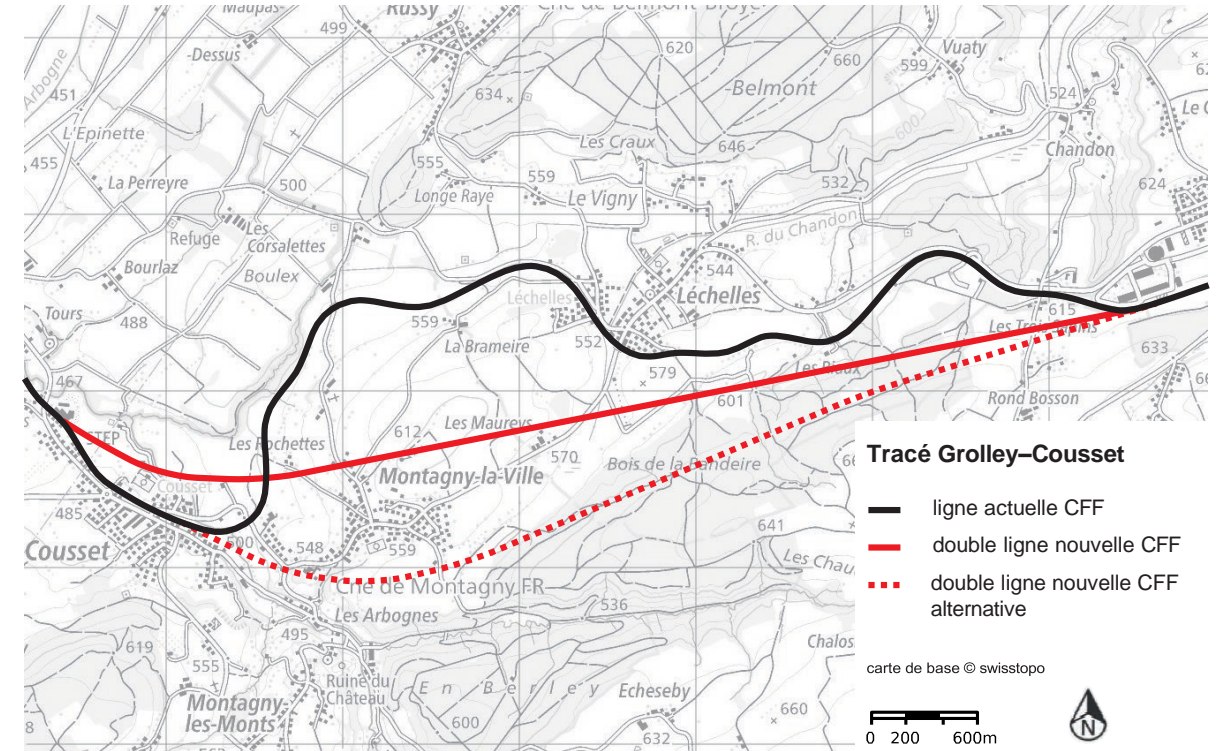 Maupas-
Russy
Cne de Belmont-Broye
499
-Dessus
620
660
Vuaty
599
Arbogne
451
634
-Belmont
524
600
L'Epinette
Les Craux
646
Chandon
455
555
La Perreyre
500
559
532
624
Longe Raye
Le Vigny
Les
Corsalettes
Refuge
R. du Chandon
Bourlaz
Boulex
544
Léchelles
Léchelles
Tours
488
559
615
552
Les Trois Sapins
La Brameire
633
579
Les Riaux
467
601
Rond Bosson
Les Maureys
STEP
Les Rochettes
612
570
Bois de la Bandeire
Montagny-la-Ville
Cousset
485
641
600
Cousset
548
559
Les Chau
Cne de Montagny FR
536
Les Arbognes
495
619
Chalos
555
Ruine du
Château
En Berley
Echeseby
Montagny
les-Monts
660
600
632
Tracé Grolley–Cousset
ligne actuelle CFF
double ligne nouvelle CFF
double ligne nouvelle CFF
alternative
carte de base © swisstopo
0 200 600m
N